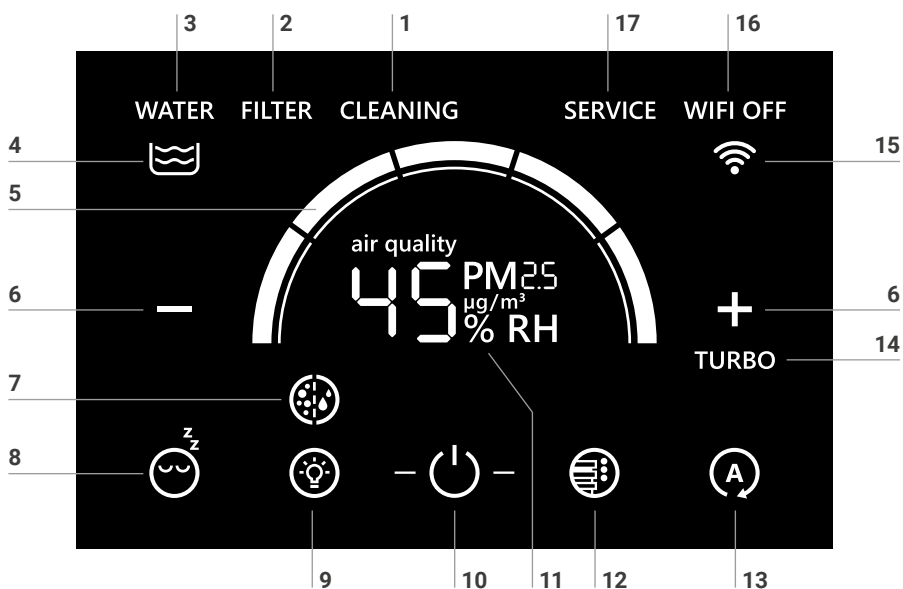 3 2 1 17 16
WATER FILTER CLEANING SERVICE WIFI OFF
4 15
5
air quality
45 PM2.5
µg/m³
% RH
6 6
TURBO 14
7
z
z
8
A
9 10 11 12 13